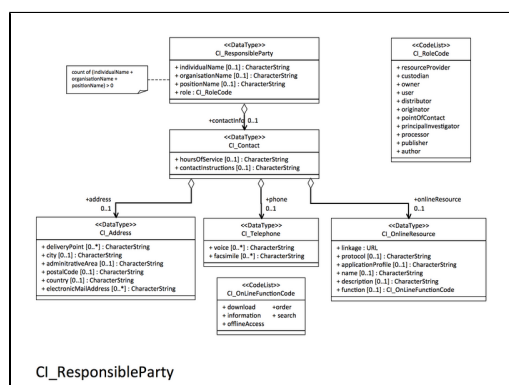 <<DataType>>
CI_ResponsibleParty
+ individualName [0..1] : CharacterString
+ organisationName [0..1] : CharacterString
+ positionName [0..1] : CharacterString
+ role : CI_RoleCode
count of (individualName +
organisationName +
positionName) > 0
<<CodeList>>
CI_RoleCode
+ resourceProvider
+ custodian
+ owner
+ user
+ distributor
+ originator
+ pointOfContact
+ principalInvestigator
+ processor
+ publisher
+ author
+contactInfo 0..1
<<DataType>>
CI_Contact
+ hoursOfService [0..1] : CharacterString
+ contactInstructions [0..1] : CharacterString
+address
0..1
+phone
0..1
+onlineResource
0..1
<<DataType>>
CI_Address
+ deliveryPoint [0..*] : CharacterString
+ city [0..1] : CharacterString
+ adminitrativeArea [0..1] : CharacterString
+ postalCode [0..1] : CharacterString
+ country [0..1] : CharacterString
+ electronicMailAddress [0..*] : CharacterString
<<DataType>>
CI_Telephone
+ voice [0..*] : CharacterString
+ facsimile [0..*] : CharacterString
<<DataType>>
CI_OnlineResource
+ linkage : URL
+ protocol [0..1] : CharacterString
+ applicationProfile [0..1] : CharacterString
+ name [0..1] : CharacterString
+ description [0..1] : CharacterString
+ function [0..1] : CI_OnLineFunctionCode
<<CodeList>>
CI_OnLineFunctionCode
+ download +order
+ information + search
+ offlineAccess
CI_ResponsibleParty